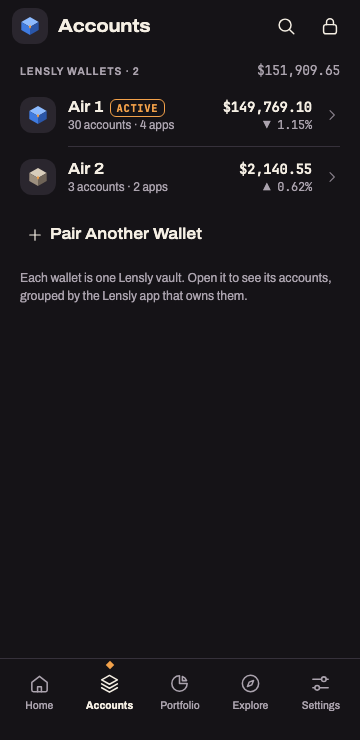 Accounts
LENSLY WALLETS · 2
$151,909.65
Air 1 ACTIVE
$149,769.10
30 accounts · 4 apps
▼ 1.15%
Air 2
$2,140.55
3 accounts · 2 apps
▲ 0.62%
+ Pair Another Wallet
Each wallet is one Lensly vault. Open it to see its accounts,
grouped by the Lensly app that owns them.
Home
Accounts
Portfolio
Explore
Settings